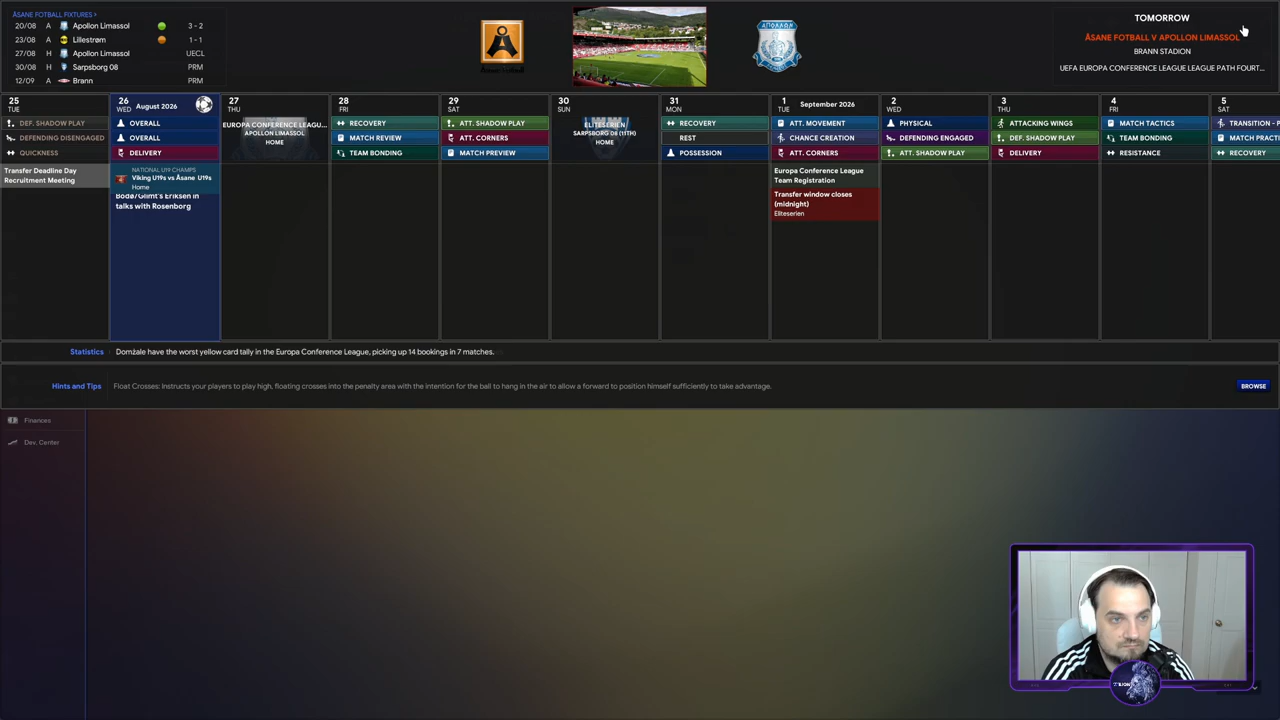 ÅSANE FOTBALL FIXTURES ›
20/08 A Apollon Limassol 3 - 2
23/08 A Lillestrøm 1 - 1
27/08 H Apollon Limassol UECL
30/08 H Sarpsborg 08 PRM
12/09 A Brann PRM
Åsane Fotball
ΑΠΟΛΛΩΝ
TOMORROW
ÅSANE FOTBALL V APOLLON LIMASSOL
BRANN STADION
UEFA EUROPA CONFERENCE LEAGUE LEAGUE PATH FOURT...
25 TUE
DEF. SHADOW PLAY
DEFENDING DISENGAGED
QUICKNESS
Transfer Deadline Day
Recruitment Meeting
26 WED August 2026
OVERALL
OVERALL
DELIVERY
NATIONAL U19 CHAMPS
Viking U19s vs Åsane U19s
Home
Bodø/Glimt's Eriksen in
talks with Rosenborg
27 THU
EUROPA CONFERENCE LEAGU...
APOLLON LIMASSOL
HOME
28 FRI
RECOVERY
MATCH REVIEW
TEAM BONDING
29 SAT
ATT. SHADOW PLAY
ATT. CORNERS
MATCH PREVIEW
30 SUN
ELITESERIEN
SARPSBORG 08 (11TH)
HOME
31 MON
RECOVERY
REST
POSSESSION
1 TUE September 2026
ATT. MOVEMENT
CHANCE CREATION
ATT. CORNERS
Europa Conference League
Team Registration
Transfer window closes
(midnight)
Eliteserien
2 WED
PHYSICAL
DEFENDING ENGAGED
ATT. SHADOW PLAY
3 THU
ATTACKING WINGS
DEF. SHADOW PLAY
DELIVERY
4 FRI
MATCH TACTICS
TEAM BONDING
RESISTANCE
5 SAT
TRANSITION - P
MATCH PRACTI
RECOVERY
Statistics Domžale have the worst yellow card tally in the Europa Conference League, picking up 14 bookings in 7 matches.
Hints and Tips Float Crosses: Instructs your players to play high, floating crosses into the penalty area with the intention for the ball to hang in the air to allow a forward to position himself sufficiently to take advantage.
BROWSE
Finances
Dev. Center